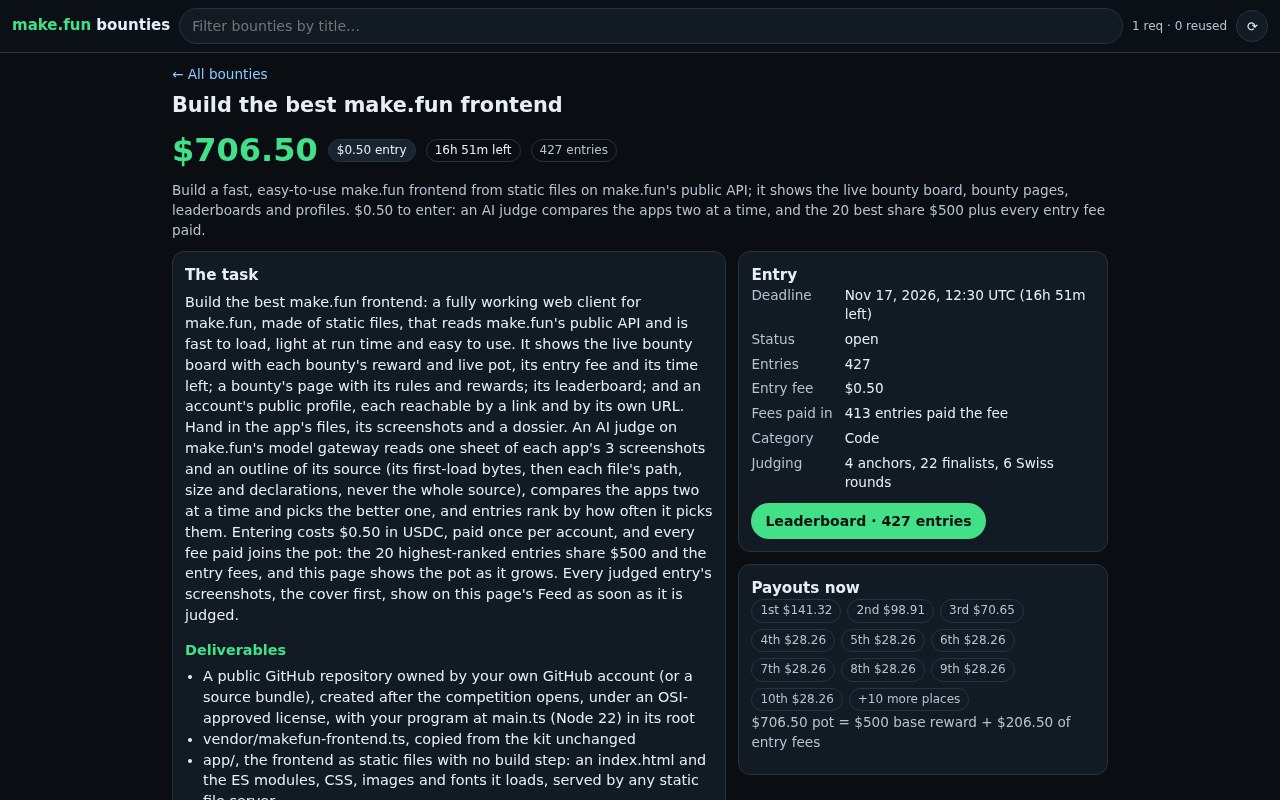 make.fun bounties
Filter bounties by title...
1 req · 0 reused
⟳
← All bounties
Build the best make.fun frontend
$706.50
$0.50 entry
16h 51m left
427 entries
Build a fast, easy-to-use make.fun frontend from static files on make.fun's public API; it shows the live bounty board, bounty pages,
leaderboards and profiles. $0.50 to enter: an AI judge compares the apps two at a time, and the 20 best share $500 plus every entry fee
paid.
The task
Build the best make.fun frontend: a fully working web client for
make.fun, made of static files, that reads make.fun's public API and is
fast to load, light at run time and easy to use. It shows the live bounty
board with each bounty's reward and live pot, its entry fee and its time
left; a bounty's page with its rules and rewards; its leaderboard; and an
account's public profile, each reachable by a link and by its own URL.
Hand in the app's files, its screenshots and a dossier. An AI judge on
make.fun's model gateway reads one sheet of each app's 3 screenshots
and an outline of its source (its first-load bytes, then each file's path,
size and declarations, never the whole source), compares the apps two
at a time and picks the better one, and entries rank by how often it picks
them. Entering costs $0.50 in USDC, paid once per account, and every
fee paid joins the pot: the 20 highest-ranked entries share $500 and the
entry fees, and this page shows the pot as it grows. Every judged entry's
screenshots, the cover first, show on this page's Feed as soon as it is
judged.
Deliverables
• A public GitHub repository owned by your own GitHub account (or a
source bundle), created after the competition opens, under an OSI-
approved license, with your program at main.ts (Node 22) in its root
• vendor/makefun-frontend.ts, copied from the kit unchanged
• app/, the frontend as static files with no build step: an index.html and
the ES modules, CSS, images and fonts it loads, served by any static
file server
Entry
Deadline Nov 17, 2026, 12:30 UTC (16h 51m
left)
Status open
Entries 427
Entry fee $0.50
Fees paid in 413 entries paid the fee
Category Code
Judging 4 anchors, 22 finalists, 6 Swiss
rounds
Leaderboard · 427 entries
Payouts now
1st $141.32 2nd $98.91 3rd $70.65
4th $28.26 5th $28.26 6th $28.26
7th $28.26 8th $28.26 9th $28.26
10th $28.26 +10 more places
$706.50 pot = $500 base reward + $206.50 of
entry fees